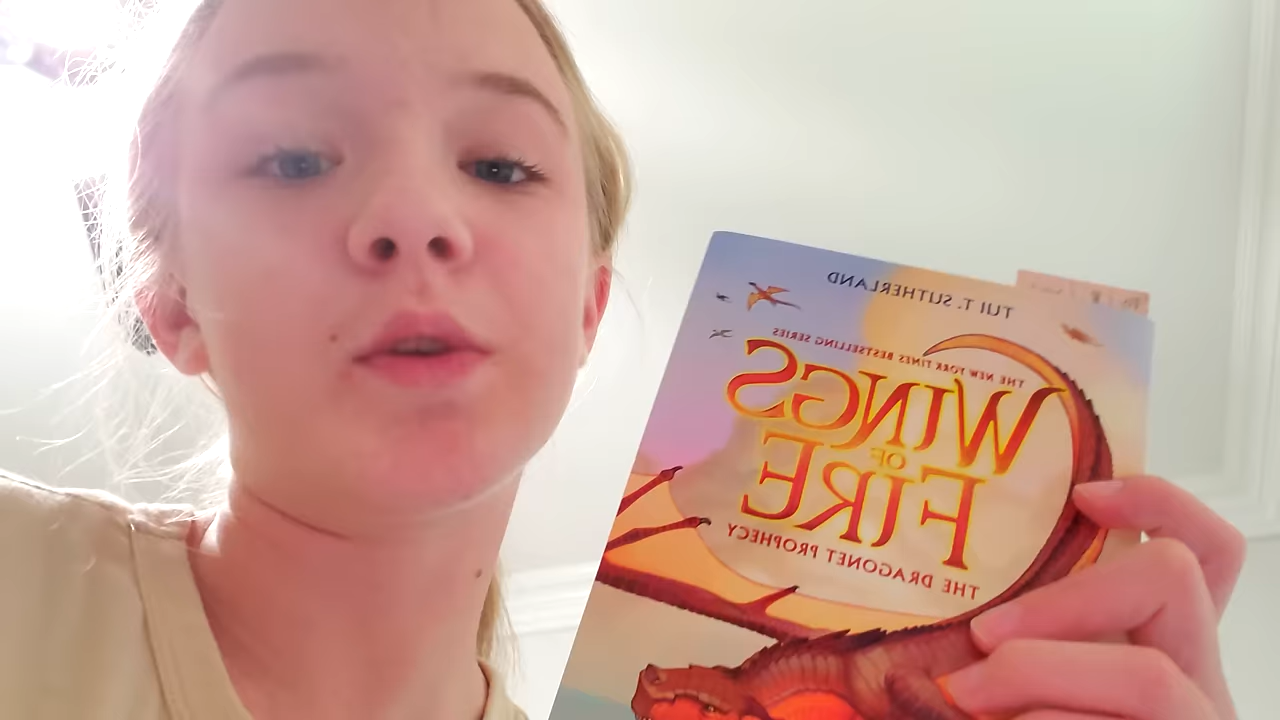 TUI T. SUTHERLAND
THE NEW YORK TIMES BESTSELLING SERIES
WINGS
OF
FIRE
THE DRAGONET PROPHECY